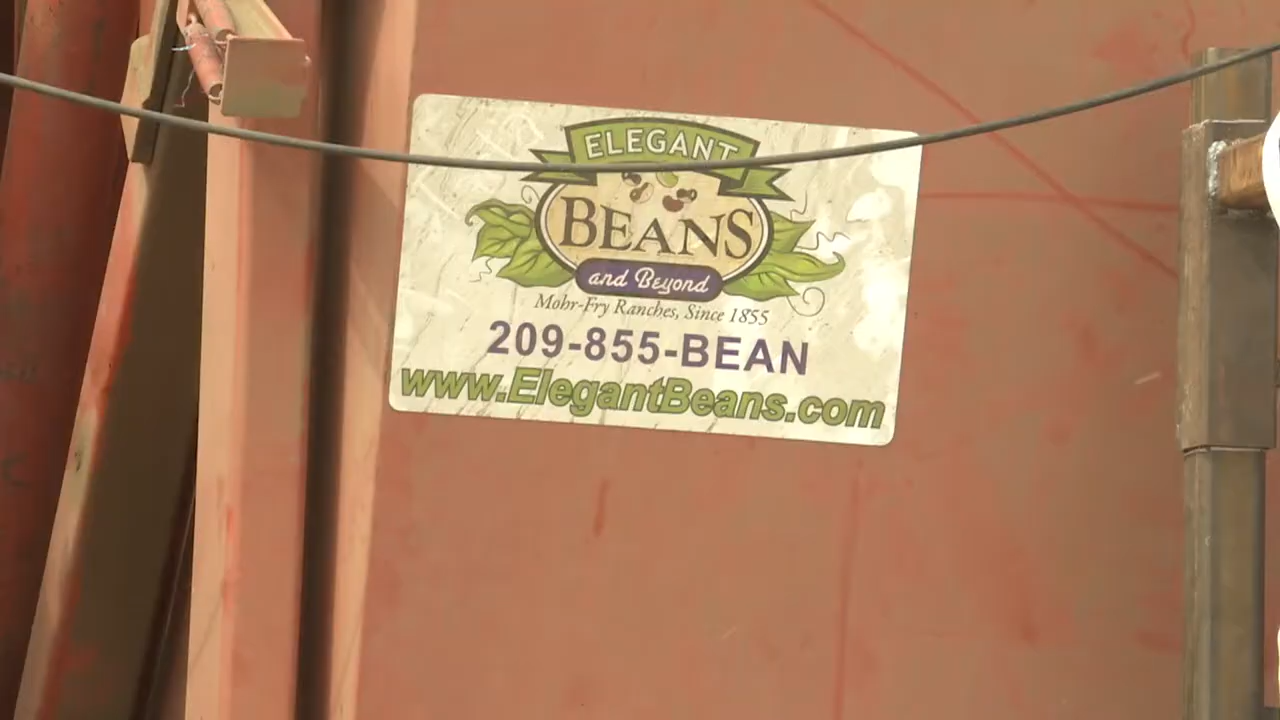 ELEGANT
BEANS
and Beyond
Mohr-Fry Ranches, Since 1855
209-855-BEAN
www.ElegantBeans.com